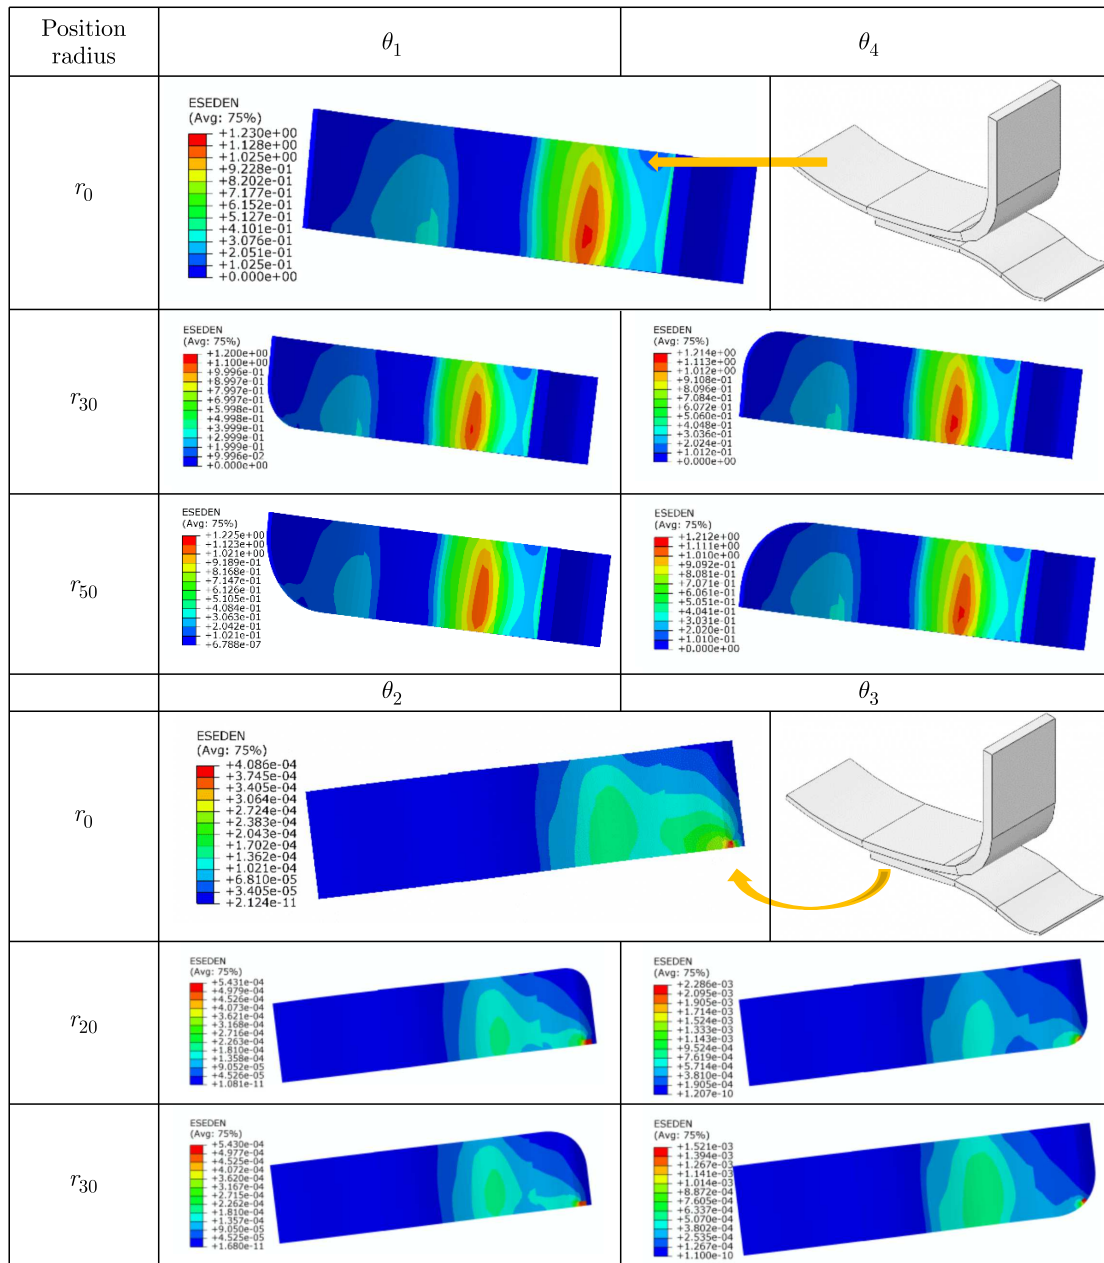 Position
radius
θ1
θ4
r0
ESEDEN
(Avg: 75%)
+1.230e+00
+1.128e+00
+1.025e+00
+9.228e-01
+8.202e-01
+7.177e-01
+6.152e-01
+5.127e-01
+4.101e-01
+3.076e-01
+2.051e-01
+1.025e-01
+0.000e+00
r30
ESEDEN
(Avg: 75%)
+1.200e+00
+1.100e+00
+9.996e-01
+8.997e-01
+7.997e-01
+6.997e-01
+5.998e-01
+4.998e-01
+3.999e-01
+2.999e-01
+1.999e-01
+9.996e-02
+0.000e+00
ESEDEN
(Avg: 75%)
+1.214e+00
+1.113e+00
+1.012e+00
+9.108e-01
+8.096e-01
+7.084e-01
+6.072e-01
+5.060e-01
+4.048e-01
+3.036e-01
+2.024e-01
+1.012e-01
+0.000e+00
r50
ESEDEN
(Avg: 75%)
+1.225e+00
+1.123e+00
+1.021e+00
+9.189e-01
+8.168e-01
+7.147e-01
+6.126e-01
+5.105e-01
+4.084e-01
+3.063e-01
+2.042e-01
+1.021e-01
+6.788e-07
ESEDEN
(Avg: 75%)
+1.212e+00
+1.111e+00
+1.010e+00
+9.092e-01
+8.081e-01
+7.071e-01
+6.061e-01
+5.051e-01
+4.041e-01
+3.031e-01
+2.020e-01
+1.010e-01
+0.000e+00
θ2
θ3
r0
ESEDEN
(Avg: 75%)
+4.086e-04
+3.745e-04
+3.405e-04
+3.064e-04
+2.724e-04
+2.383e-04
+2.043e-04
+1.702e-04
+1.362e-04
+1.021e-04
+6.810e-05
+3.405e-05
+2.124e-11
r20
ESEDEN
(Avg: 75%)
+5.431e-04
+4.979e-04
+4.526e-04
+4.073e-04
+3.621e-04
+3.168e-04
+2.716e-04
+2.263e-04
+1.810e-04
+1.358e-04
+9.052e-05
+4.526e-05
+1.081e-11
ESEDEN
(Avg: 75%)
+2.286e-03
+2.095e-03
+1.905e-03
+1.714e-03
+1.524e-03
+1.333e-03
+1.143e-03
+9.524e-04
+7.619e-04
+5.714e-04
+3.810e-04
+1.905e-04
+1.207e-10
r30
ESEDEN
(Avg: 75%)
+5.430e-04
+4.977e-04
+4.525e-04
+4.072e-04
+3.620e-04
+3.167e-04
+2.715e-04
+2.262e-04
+1.810e-04
+1.357e-04
+9.050e-05
+4.525e-05
+1.680e-11
ESEDEN
(Avg: 75%)
+1.521e-03
+1.394e-03
+1.267e-03
+1.141e-03
+1.014e-03
+8.872e-04
+7.605e-04
+6.337e-04
+5.070e-04
+3.802e-04
+2.535e-04
+1.267e-04
+1.100e-10